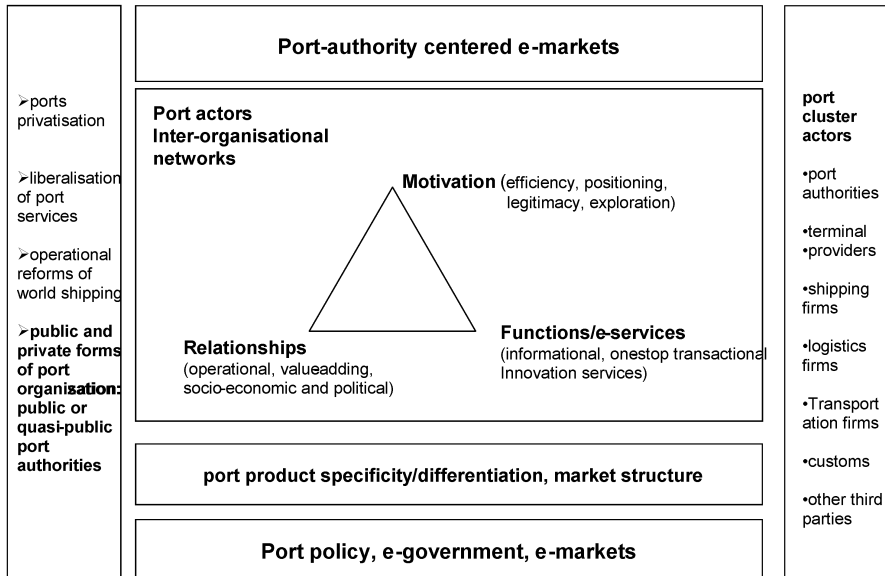 Port-authority centered e-markets
➢ports
privatisation
➢liberalisation
of port
services
➢operational
reforms of
world shipping
➢public and
private forms
of port
organisation:
public or
quasi-public
port
authorities
Port actors
Inter-organisational
networks
Motivation (efficiency, positioning,
legitimacy, exploration)
Relationships
(operational, valueadding,
socio-economic and political)
Functions/e-services
(informational, onestop transactional
Innovation services)
port product specificity/differentiation, market structure
Port policy, e-government, e-markets
port
cluster
actors
•port
authorities
•terminal
•providers
•shipping
firms
•logistics
firms
•Transport
ation firms
•customs
•other third
parties